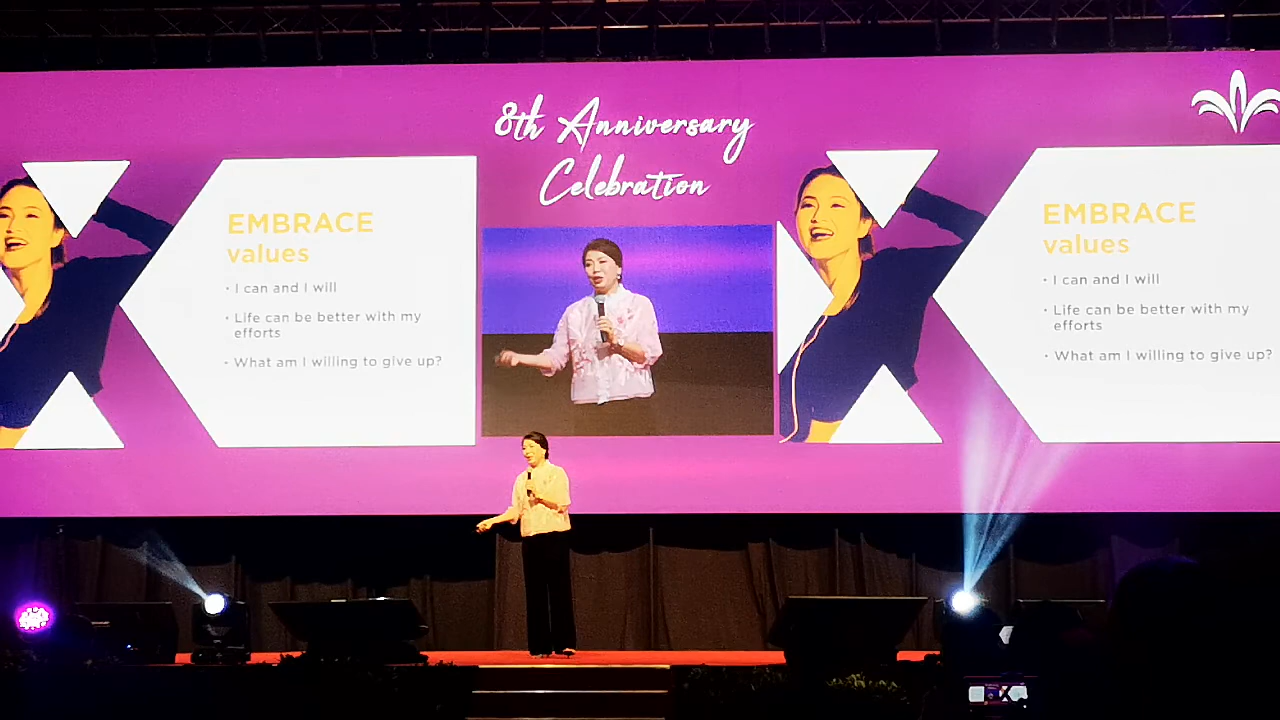 8th Anniversary
Celebration
EMBRACE
values
· I can and I will
· Life can be better with my
efforts
· What am I willing to give up?
EMBRACE
values
· I can and I will
· Life can be better with my
efforts
· What am I willing to give up?